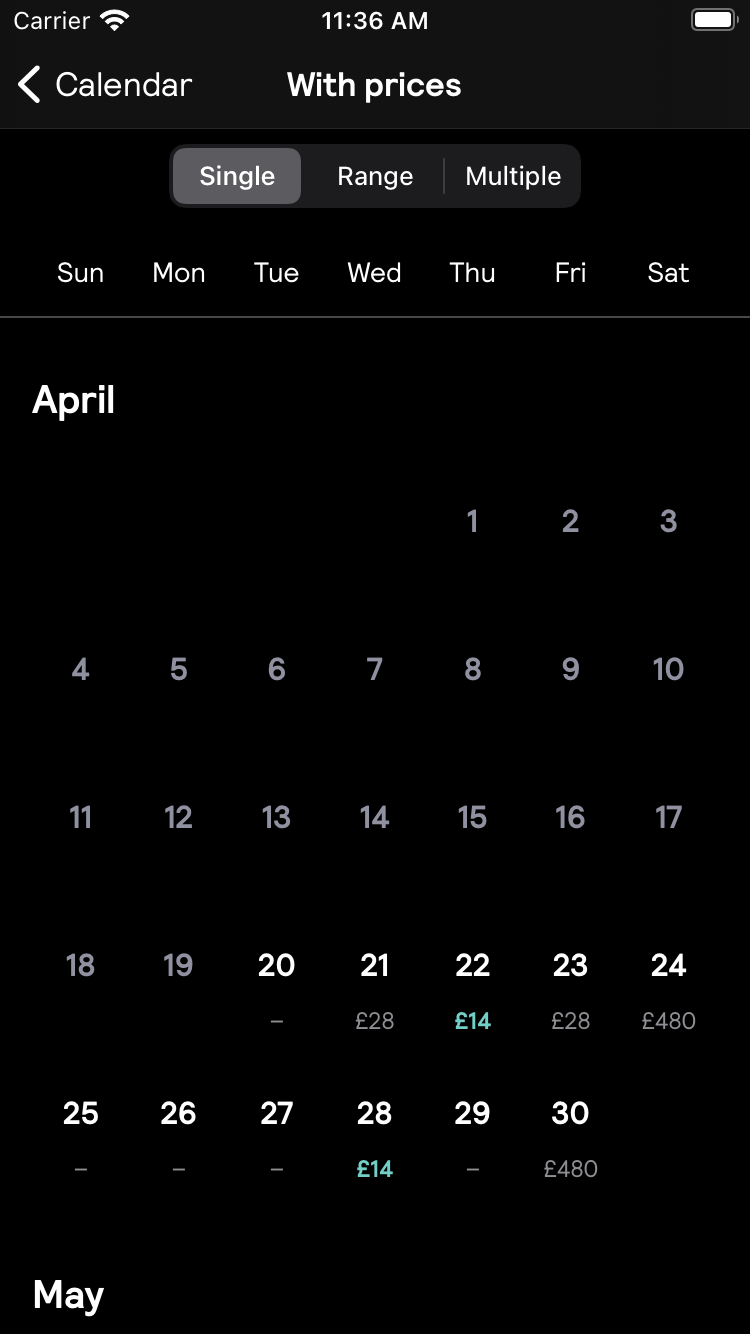 Carrier 11:36 AM
Calendar With prices
Single Range Multiple
Sun Mon Tue Wed Thu Fri Sat
April
1 2 3
4 5 6 7 8 9 10
11 12 13 14 15 16 17
18 19 20 21 22 23 24
– £28 £14 £28 £480
25 26 27 28 29 30
– – – £14 – £480
May